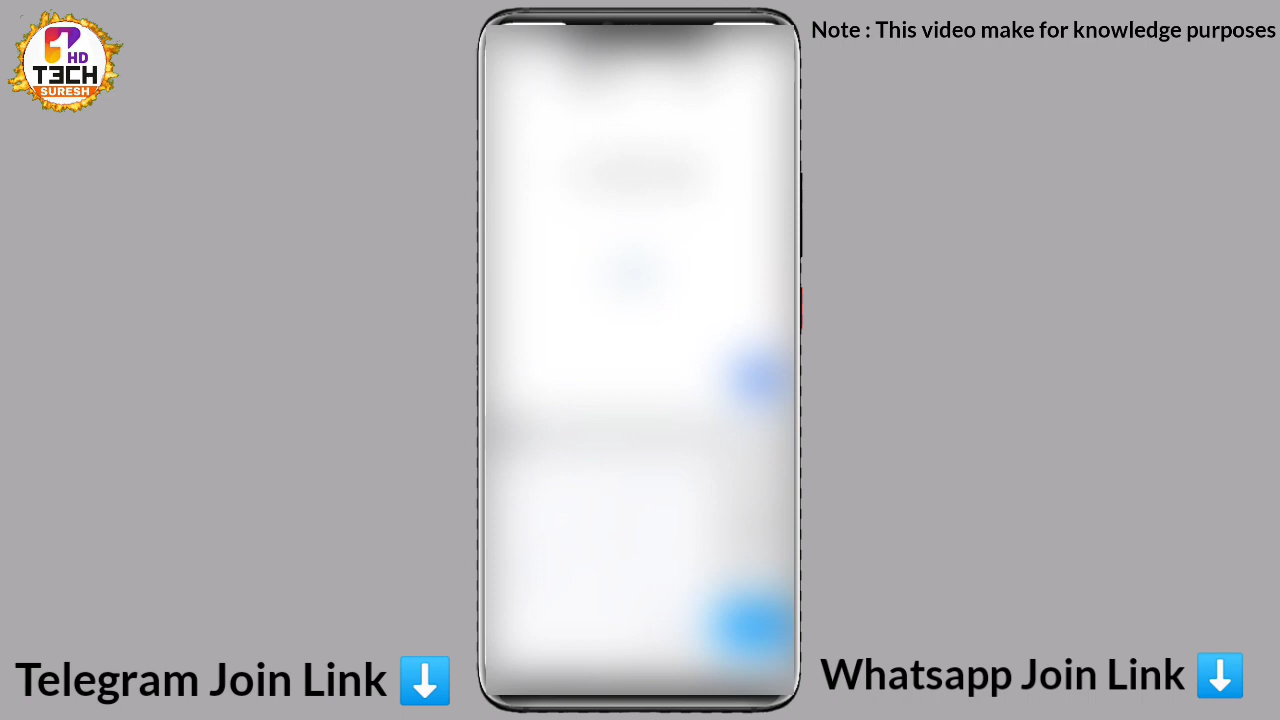 HD
T3CH
SURESH
Note : This video make for knowledge purposes
Telegram Join Link ⬇️
Whatsapp Join Link ⬇️